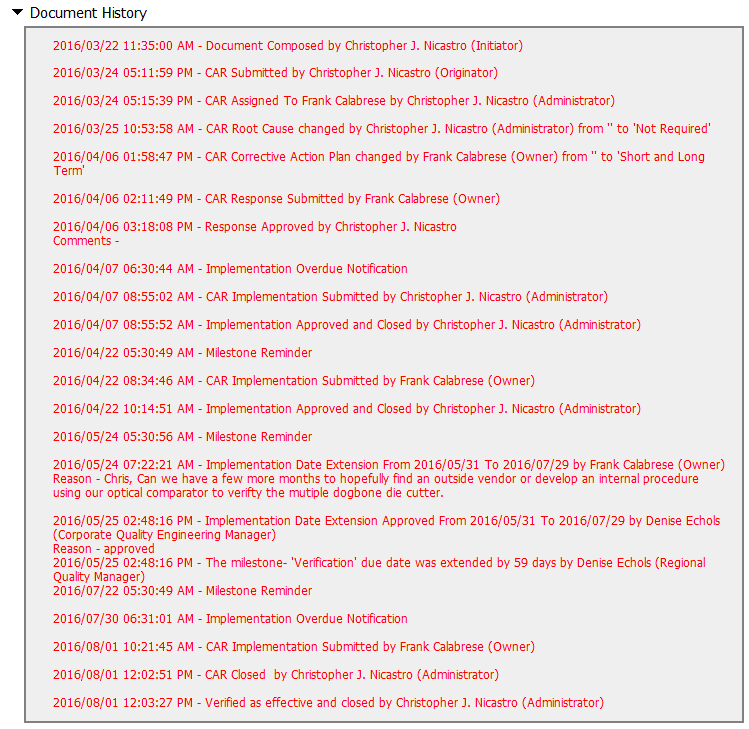 Document History
2016/03/22 11:35:00 AM - Document Composed by Christopher J. Nicastro (Initiator)
2016/03/24 05:11:59 PM - CAR Submitted by Christopher J. Nicastro (Originator)
2016/03/24 05:15:39 PM - CAR Assigned To Frank Calabrese by Christopher J. Nicastro (Administrator)
2016/03/25 10:53:58 AM - CAR Root Cause changed by Christopher J. Nicastro (Administrator) from '' to 'Not Required'
2016/04/06 01:58:47 PM - CAR Corrective Action Plan changed by Frank Calabrese (Owner) from '' to 'Short and Long
Term'
2016/04/06 02:11:49 PM - CAR Response Submitted by Frank Calabrese (Owner)
2016/04/06 03:18:08 PM - Response Approved by Christopher J. Nicastro
Comments -
2016/04/07 06:30:44 AM - Implementation Overdue Notification
2016/04/07 08:55:02 AM - CAR Implementation Submitted by Christopher J. Nicastro (Administrator)
2016/04/07 08:55:52 AM - Implementation Approved and Closed by Christopher J. Nicastro (Administrator)
2016/04/22 05:30:49 AM - Milestone Reminder
2016/04/22 08:34:46 AM - CAR Implementation Submitted by Frank Calabrese (Owner)
2016/04/22 10:14:51 AM - Implementation Approved and Closed by Christopher J. Nicastro (Administrator)
2016/05/24 05:30:56 AM - Milestone Reminder
2016/05/24 07:22:21 AM - Implementation Date Extension From 2016/05/31 To 2016/07/29 by Frank Calabrese (Owner)
Reason - Chris, Can we have a few more months to hopefully find an outside vendor or develop an internal procedure
using our optical comparator to verifty the mutiple dogbone die cutter.
2016/05/25 02:48:16 PM - Implementation Date Extension Approved From 2016/05/31 To 2016/07/29 by Denise Echols
(Corporate Quality Engineering Manager)
Reason - approved
2016/05/25 02:48:16 PM - The milestone- 'Verification' due date was extended by 59 days by Denise Echols (Regional
Quality Manager)
2016/07/22 05:30:49 AM - Milestone Reminder
2016/07/30 06:31:01 AM - Implementation Overdue Notification
2016/08/01 10:21:45 AM - CAR Implementation Submitted by Frank Calabrese (Owner)
2016/08/01 12:02:51 PM - CAR Closed  by Christopher J. Nicastro (Administrator)
2016/08/01 12:03:27 PM - Verified as effective and closed by Christopher J. Nicastro (Administrator)